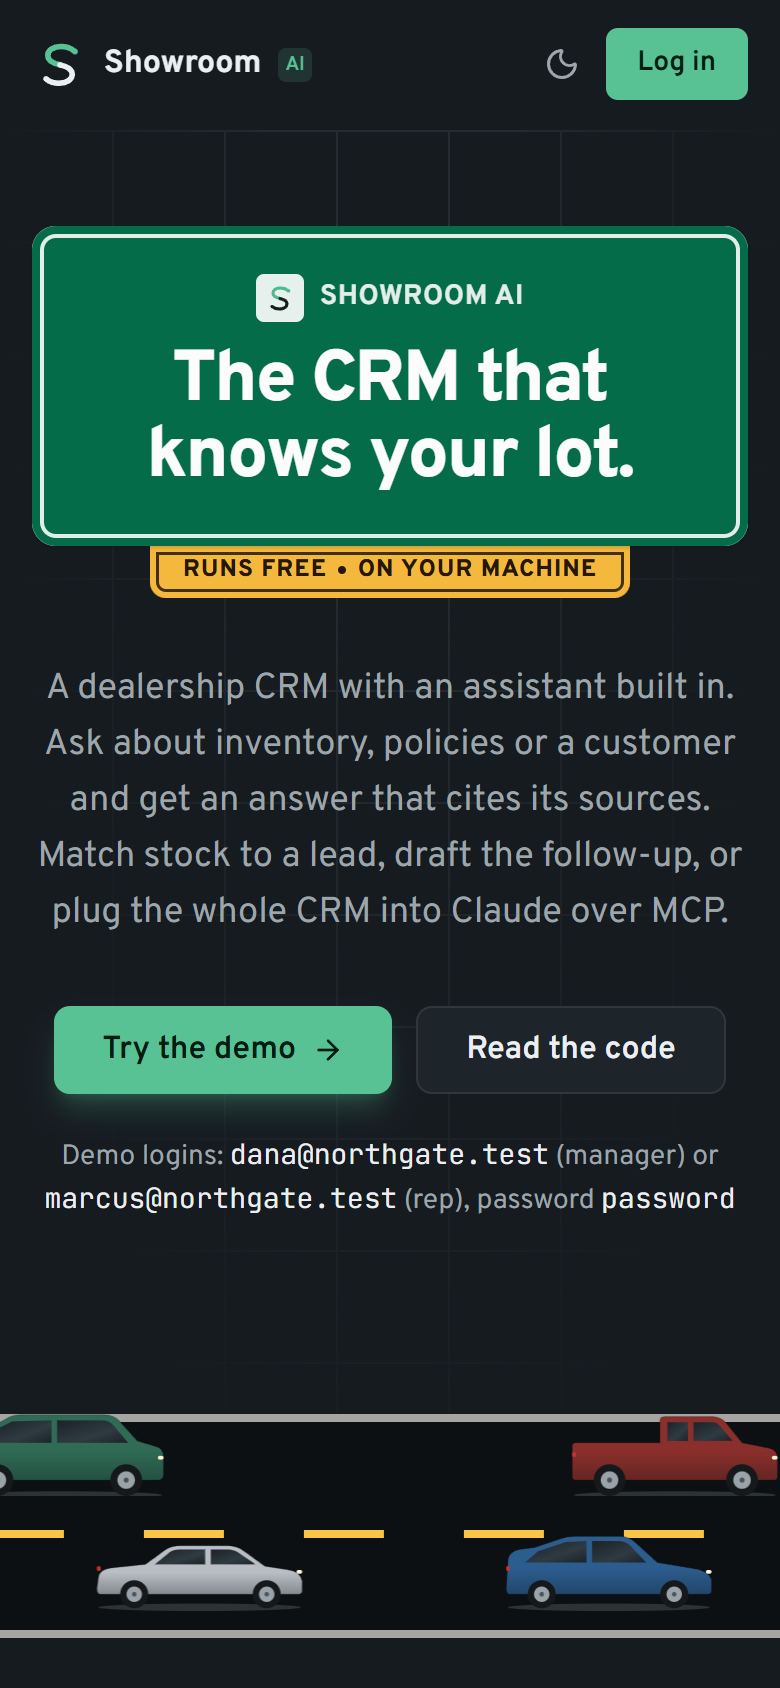 Showroom AI
Log in
SHOWROOM AI
The CRM that
knows your lot.
RUNS FREE • ON YOUR MACHINE
A dealership CRM with an assistant built in.
Ask about inventory, policies or a customer
and get an answer that cites its sources.
Match stock to a lead, draft the follow-up, or
plug the whole CRM into Claude over MCP.
Try the demo →
Read the code
Demo logins: dana@northgate.test (manager) or
marcus@northgate.test (rep), password password